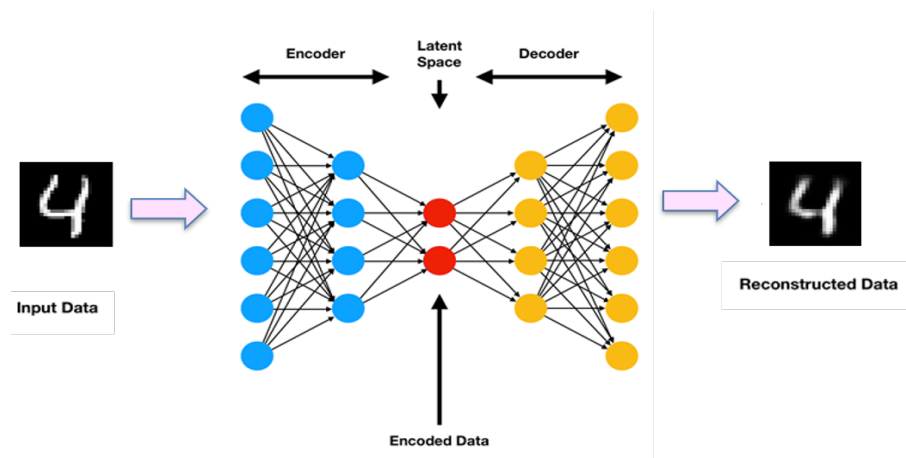 Encoder
Latent
Space
Decoder
Input Data
Reconstructed Data
Encoded Data